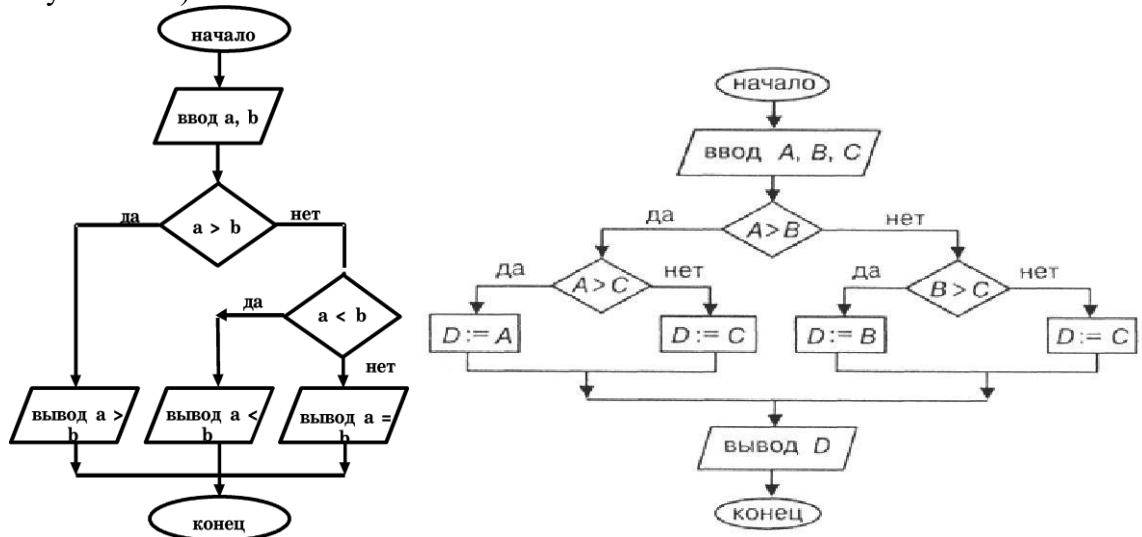 начало
ввод a, b
да
a > b
нет
да
a < b
нет
вывод a >
b
вывод a <
b
вывод a =
b
конец
начало
ввод A, B, C
да
A>B
нет
да
A>C
нет
да
B>C
нет
D:= A
D:= C
D:= B
D:= C
вывод D
конец